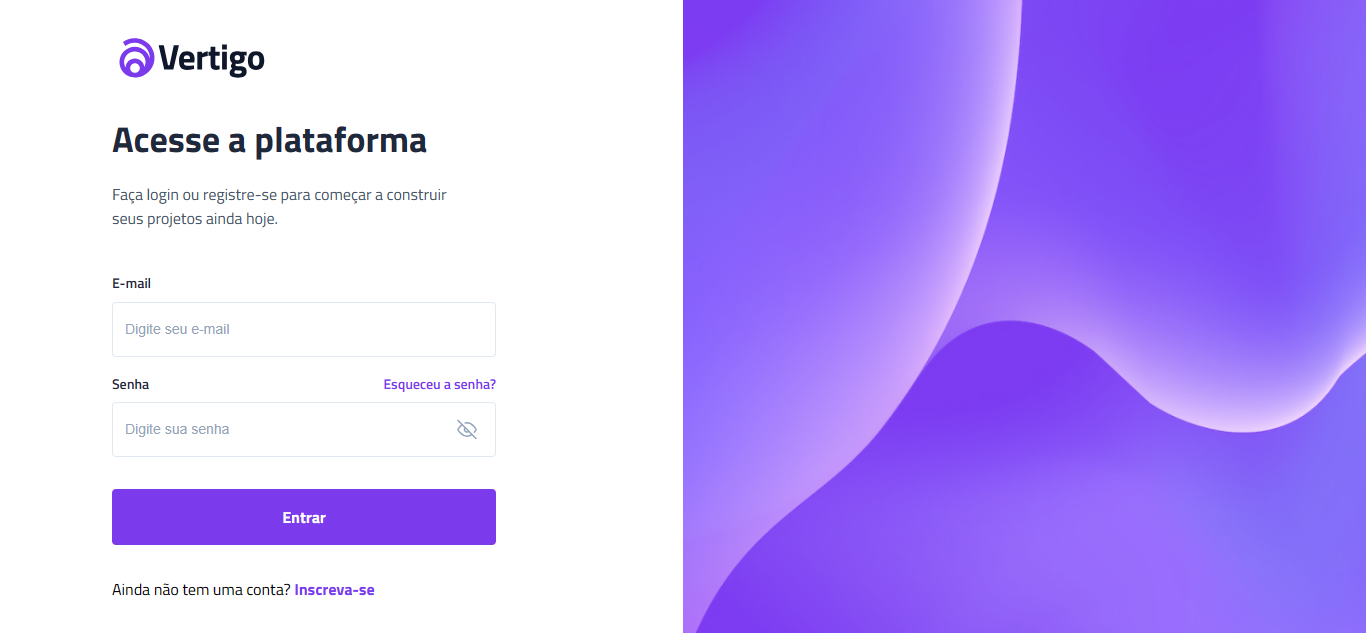 Vertigo
Acesse a plataforma
Faça login ou registre-se para começar a construir
seus projetos ainda hoje.
E-mail
Digite seu e-mail
Senha Esqueceu a senha?
Digite sua senha
Entrar
Ainda não tem uma conta? Inscreva-se